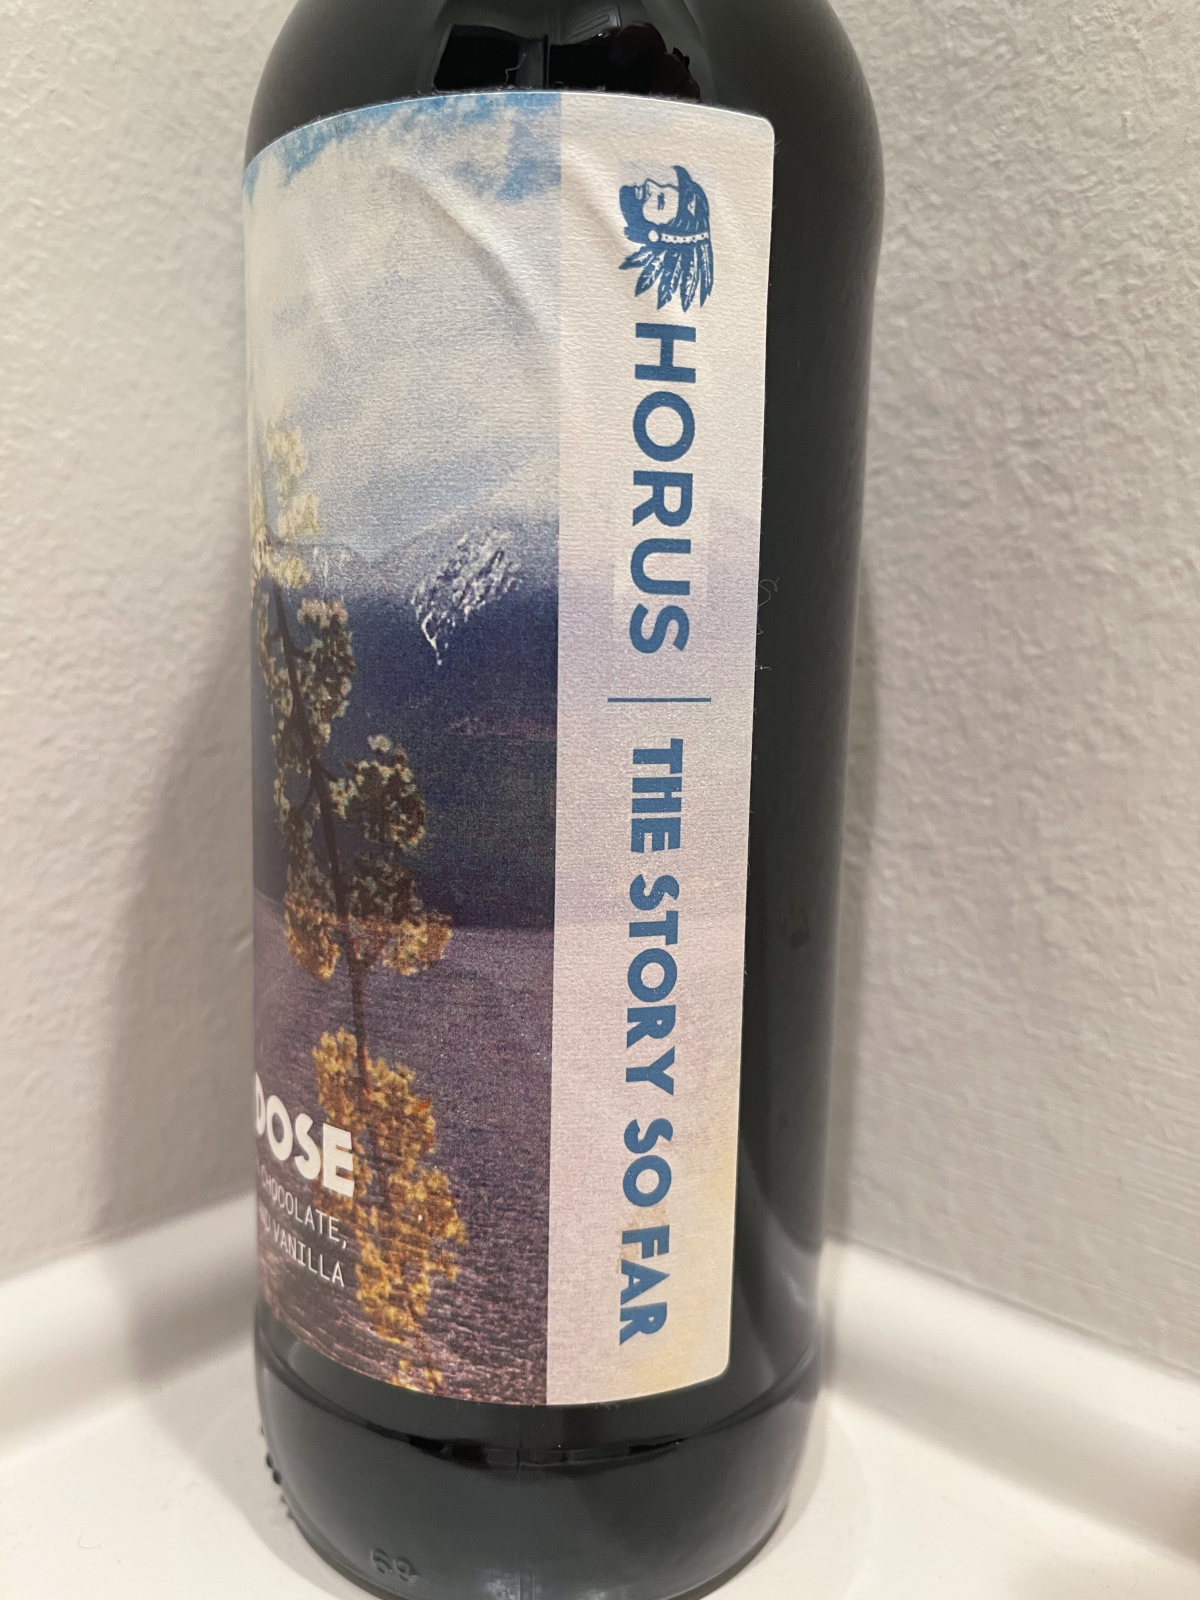 HORUS | THE STORY SO FAR
DOSE
CHOCOLATE,
VANILLA